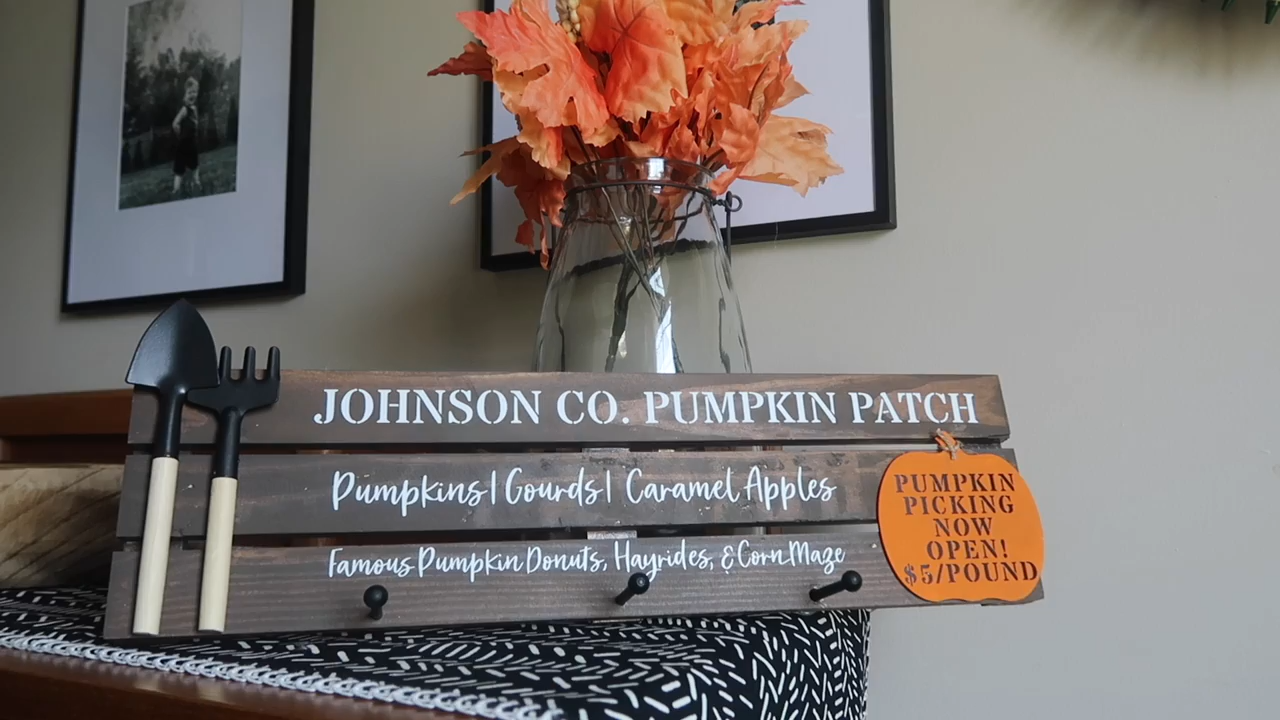 JOHNSON CO. PUMPKIN PATCH
Pumpkins | Gourds | Caramel Apples
Famous Pumpkin Donuts, Hayrides, & Corn Maze
PUMPKIN
PICKING
NOW
OPEN!
$5/POUND